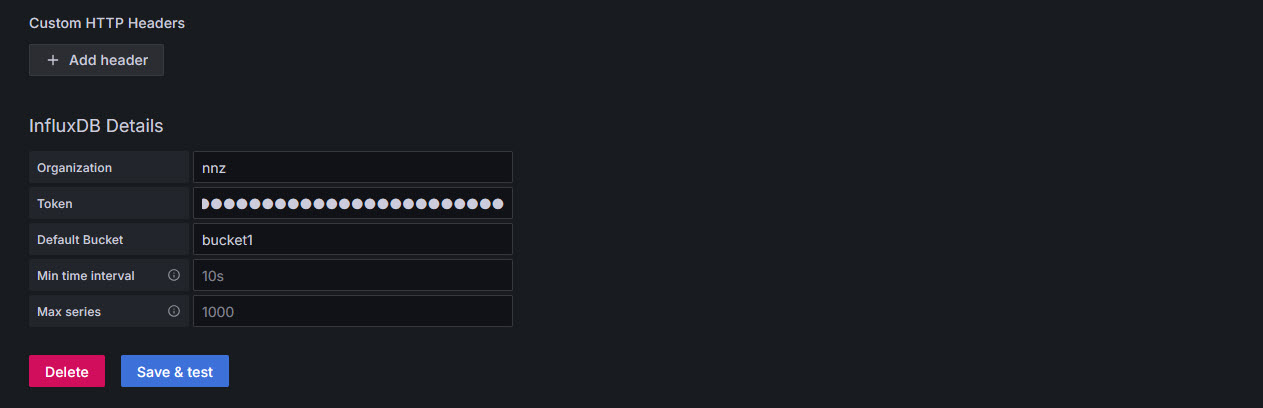 Custom HTTP Headers
+ Add header
InfluxDB Details
Organization nnz
Token ●●●●●●●●●●●●●●●●●●●●●●●●
Default Bucket bucket1
Min time interval 10s
Max series 1000
Delete Save & test